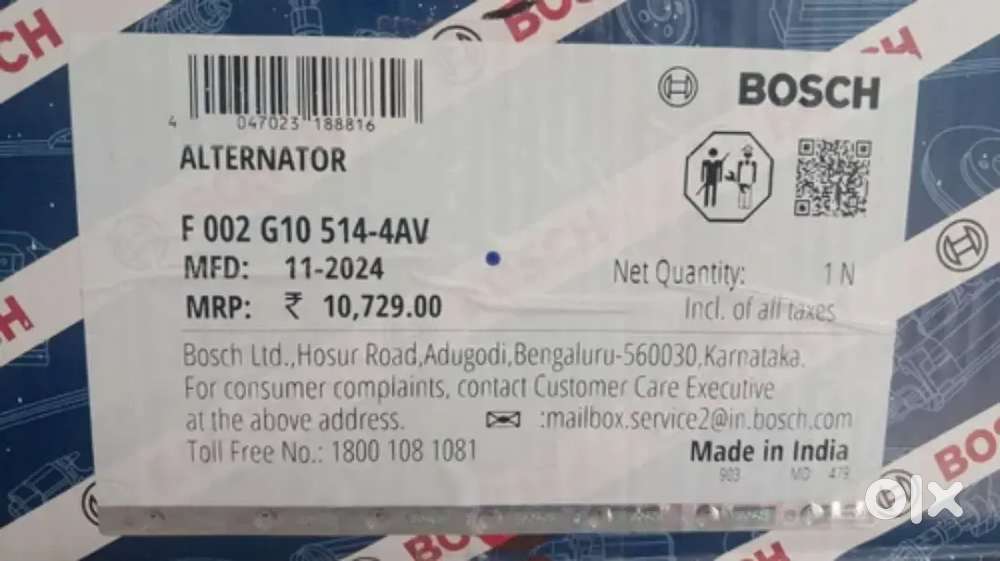 BOSCH
4 047023 188816
ALTERNATOR
F 002 G10 514-4AV
MFD: 11-2024
MRP: ₹ 10,729.00
Net Quantity: 1 N
Incl. of all taxes
Bosch Ltd.,Hosur Road,Adugodi,Bengaluru-560030,Karnataka.
For consumer complaints, contact Customer Care Executive
at the above address. :mailbox.service2@in.bosch.com
Toll Free No.: 1800 108 1081
Made in India
903 MD 479
olx